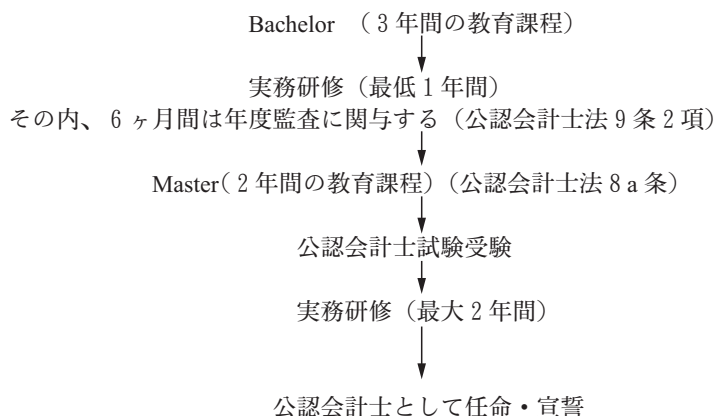 Bachelor (3年間の教育課程)
実務研修(最低1年間)
その内、6ヶ月間は年度監査に関与する(公認会計士法9条2項)
Master(2年間の教育課程)(公認会計士法8a条)
公認会計士試験受験
実務研修(最大2年間)
公認会計士として任命・宣誓